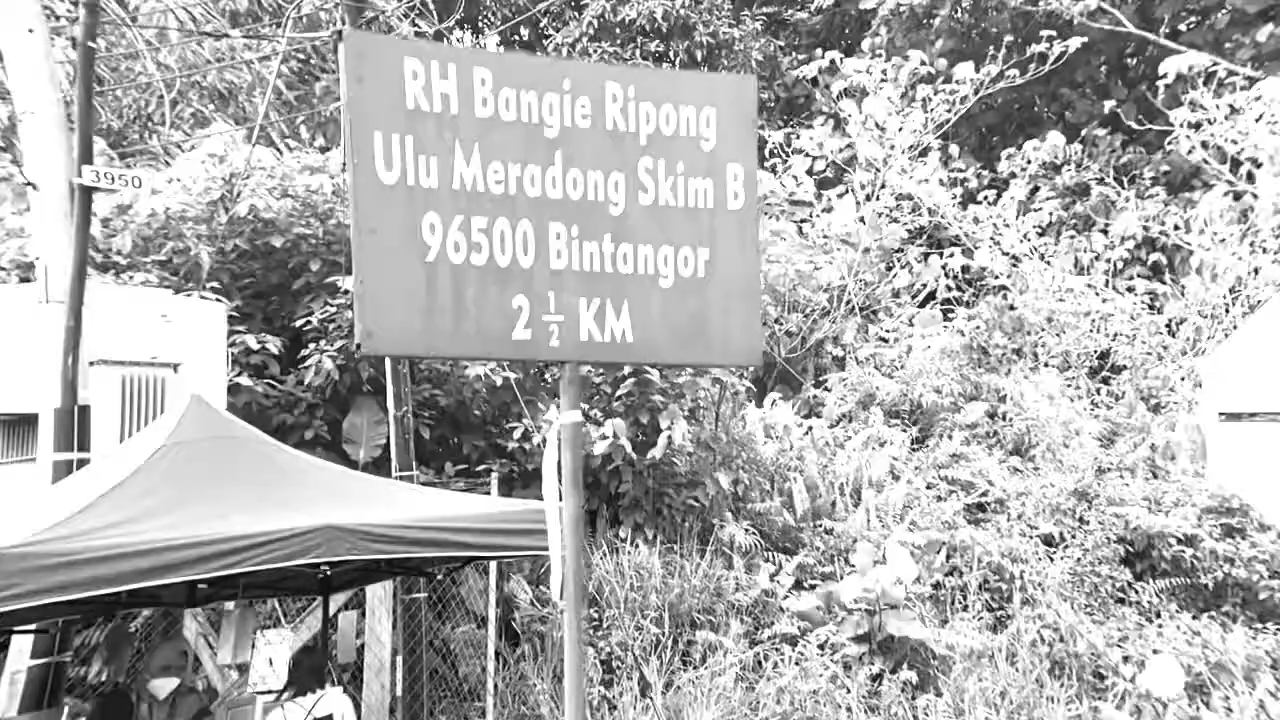 RH Bangie Ripong
Ulu Meradong Skim B
96500 Bintangor
2 ½ KM
3950